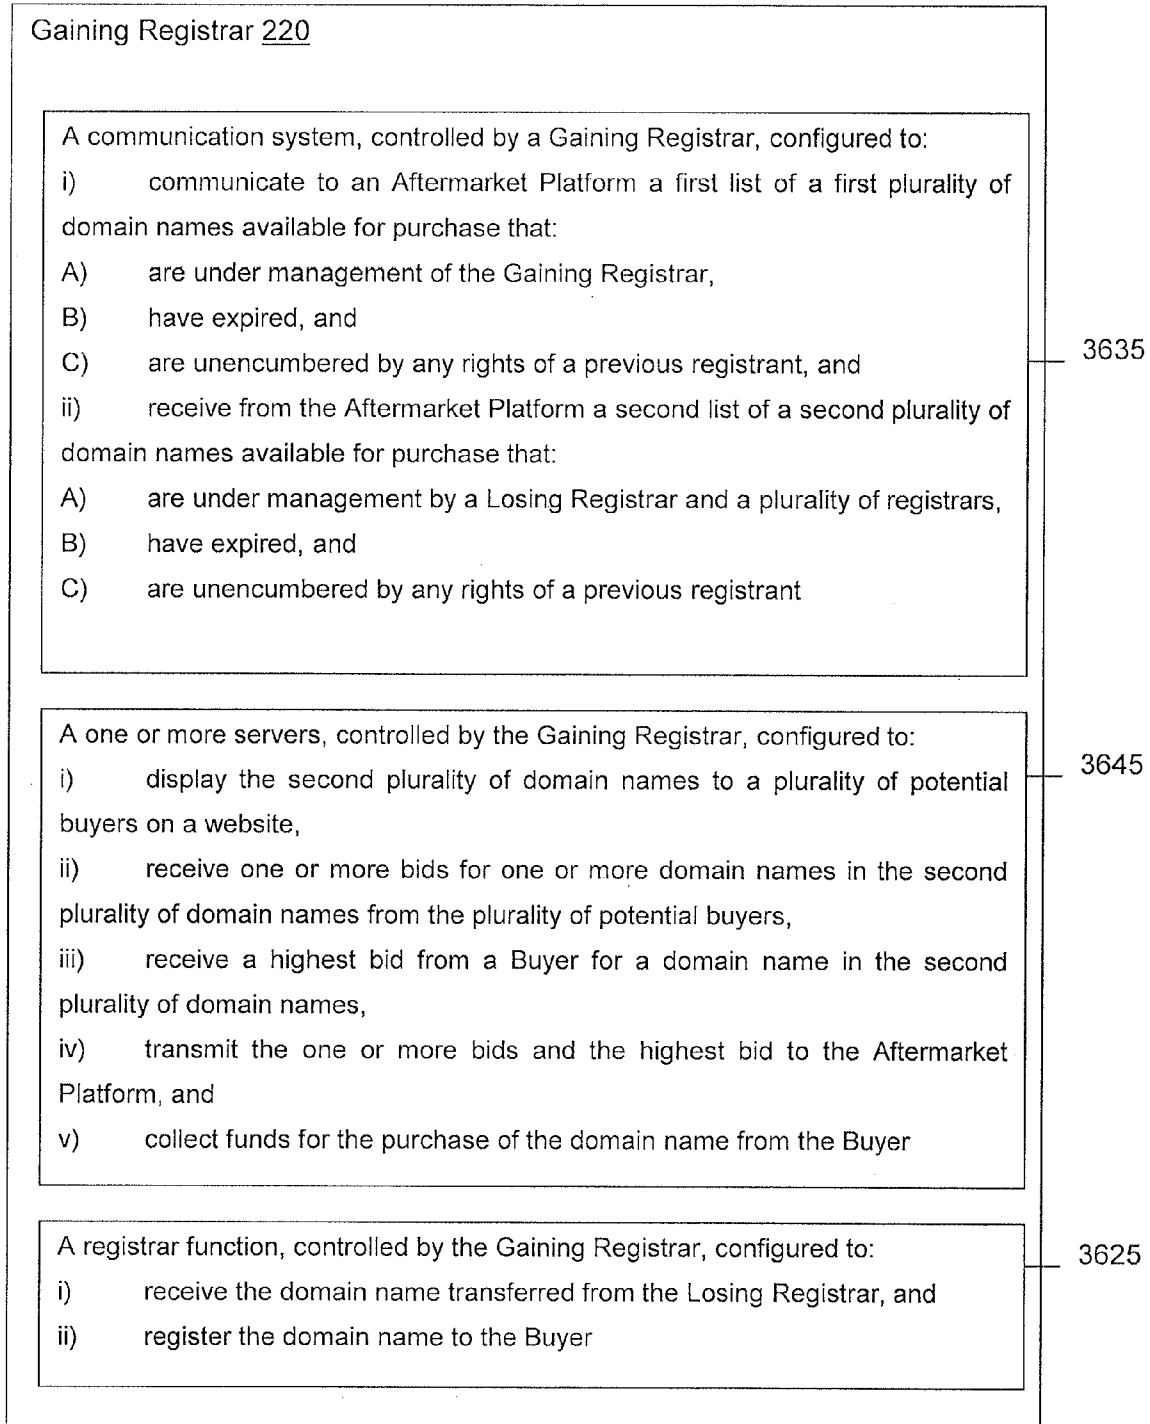 Gaining Registrar 220
A communication system, controlled by a Gaining Registrar, configured to:
i) communicate to an Aftermarket Platform a first list of a first plurality of
domain names available for purchase that:
A) are under management of the Gaining Registrar,
B) have expired, and
C) are unencumbered by any rights of a previous registrant, and
ii) receive from the Aftermarket Platform a second list of a second plurality of
domain names available for purchase that:
A) are under management by a Losing Registrar and a plurality of registrars,
B) have expired, and
C) are unencumbered by any rights of a previous registrant
3635
A one or more servers, controlled by the Gaining Registrar, configured to:
i) display the second plurality of domain names to a plurality of potential
buyers on a website,
ii) receive one or more bids for one or more domain names in the second
plurality of domain names from the plurality of potential buyers,
iii) receive a highest bid from a Buyer for a domain name in the second
plurality of domain names,
iv) transmit the one or more bids and the highest bid to the Aftermarket
Platform, and
v) collect funds for the purchase of the domain name from the Buyer
3645
A registrar function, controlled by the Gaining Registrar, configured to:
i) receive the domain name transferred from the Losing Registrar, and
ii) register the domain name to the Buyer
3625